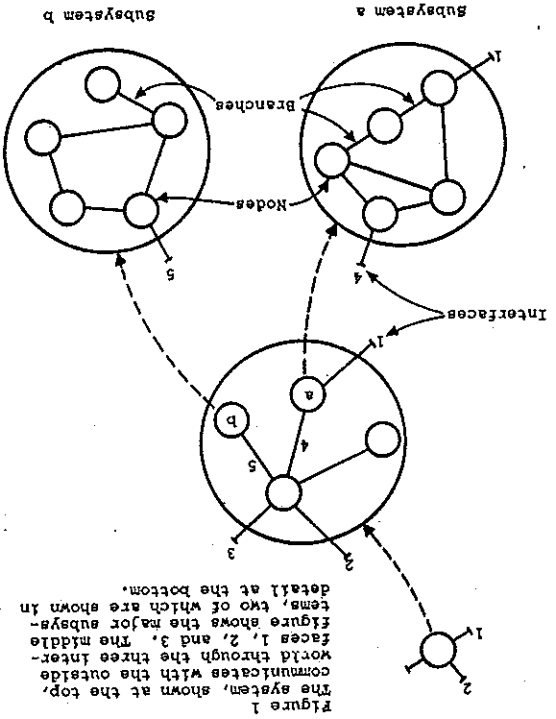 Figure 1
The system, shown at the top,
communicates with the outside
world through the three inter-
faces 1, 2, and 3. The middle
figure shows the major subsys-
tems, two of which are shown in
detail at the bottom.
2
1
2
3
5
4
b
a
1
Interfaces
4
5
Nodes
Branches
1
Subsystem a
Subsystem b